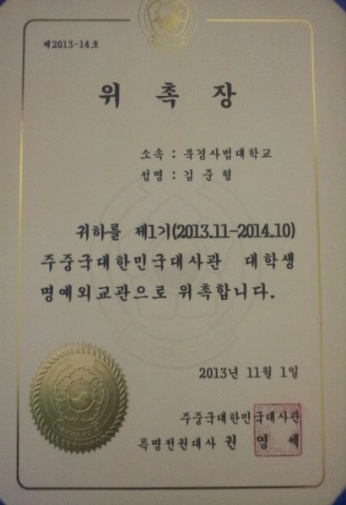 제2013-14호
위 촉 장
소속 : 북경사범대학교
성명 : 김 준 형
귀하를 제1기(2013.11-2014.10)
주중국대한민국대사관 대학생
명예외교관으로 위촉합니다.
2013년 11월 1일
주중국대한민국대사관
특명전권대사 권 영 세